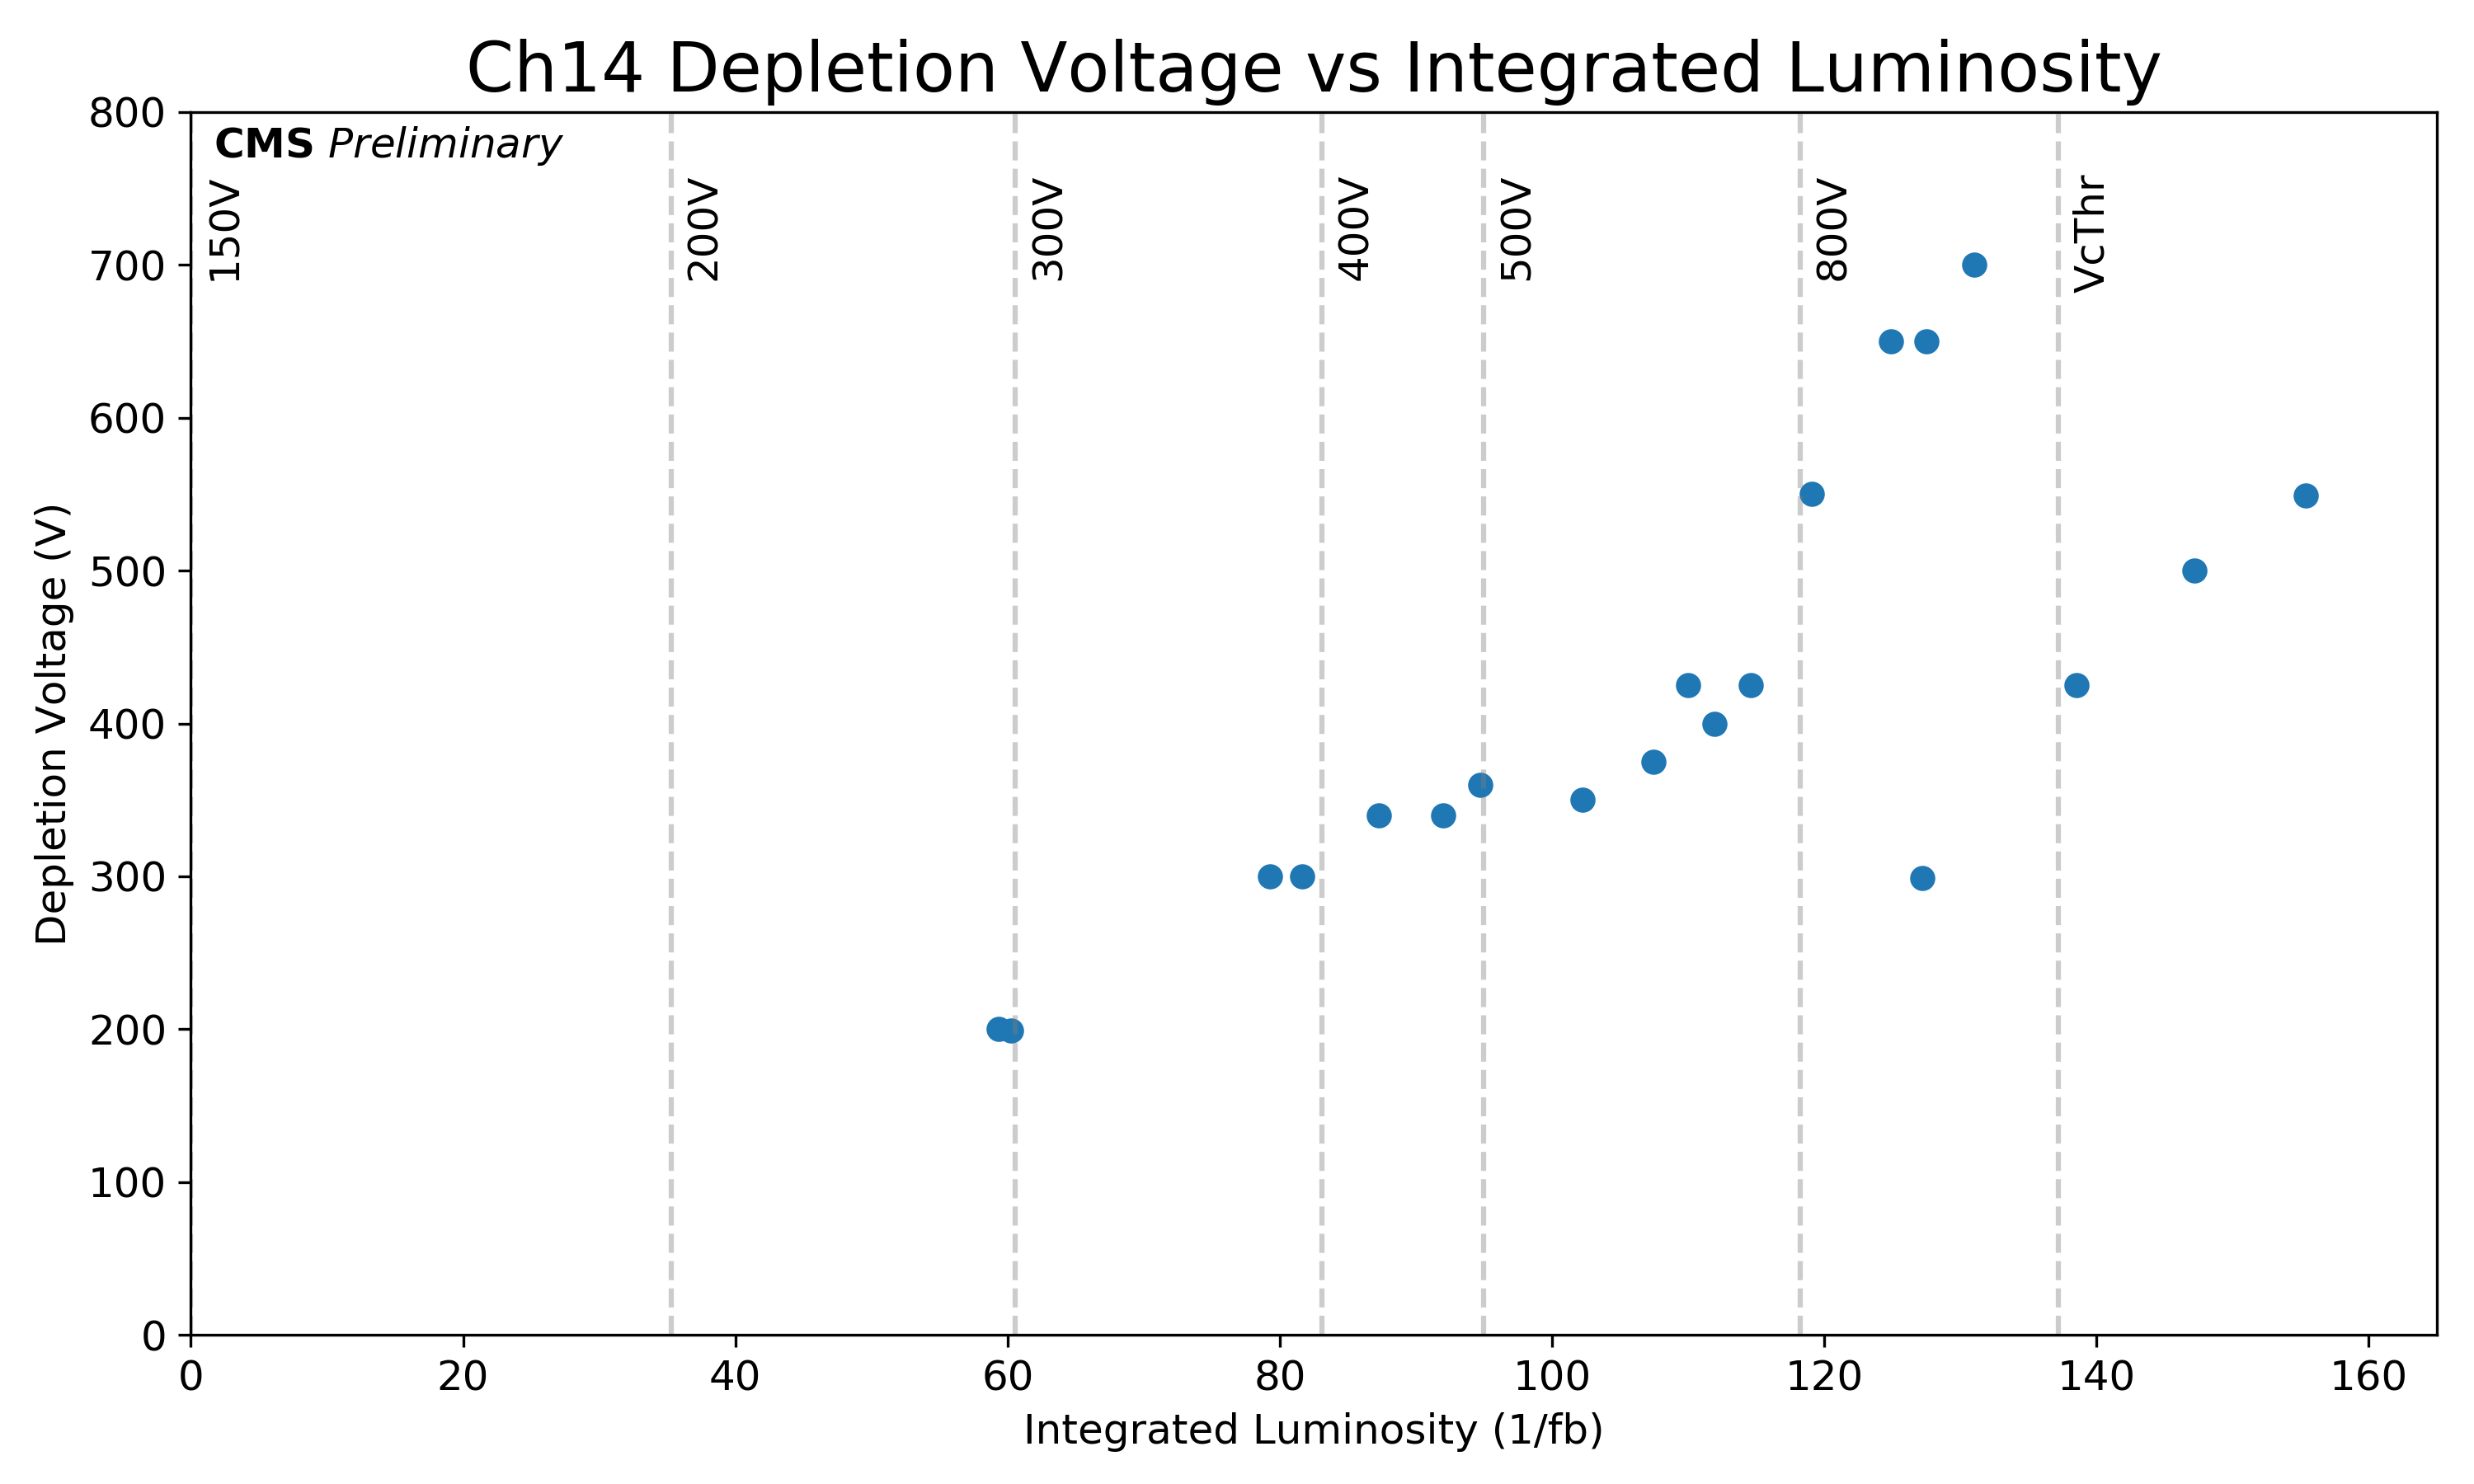 Ch14 Depletion Voltage vs Integrated Luminosity
CMS Preliminary
150V
200V
300V
400V
500V
800V
VcThr
800
700
600
500
400
300
200
100
0
Depletion Voltage (V)
0 20 40 60 80 100 120 140 160
Integrated Luminosity (1/fb)